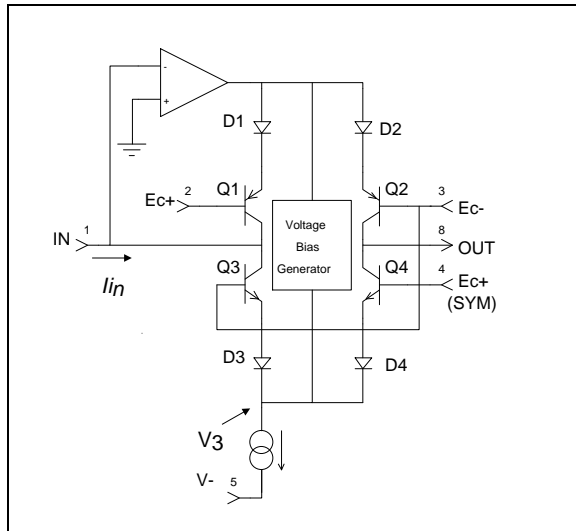 -
+
D1
D2
Q1
Q2
2
3
Ec+
Ec-
Voltage
Bias
Generator
1
IN
8
OUT
Iin
Q3
Q4
4
Ec+
(SYM)
D3
D4
V3
V-
5